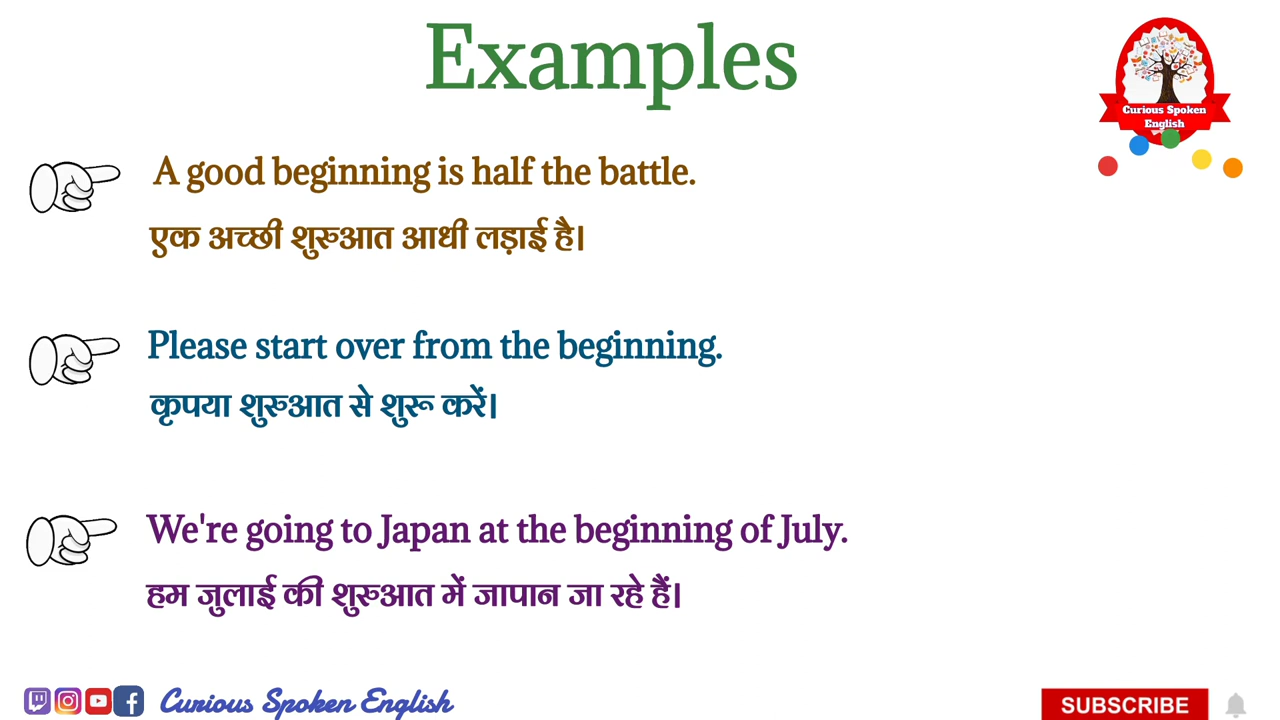 Examples
Curious Spoken
English
A good beginning is half the battle.
एक अच्छी शुरुआत आधी लड़ाई है।
Please start over from the beginning.
कृपया शुरुआत से शुरू करें।
We're going to Japan at the beginning of July.
हम जुलाई की शुरुआत में जापान जा रहे हैं।
Curious Spoken English
SUBSCRIBE